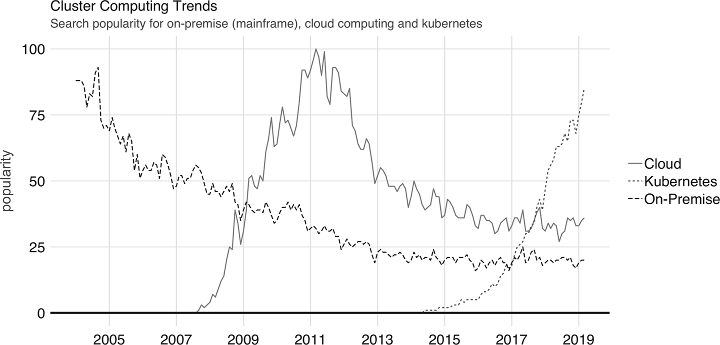 Cluster Computing Trends
Search popularity for on-premise (mainframe), cloud computing and kubernetes
100
75
50
25
0
popularity
2005 2007 2009 2011 2013 2015 2017 2019
Cloud
Kubernetes
On-Premise